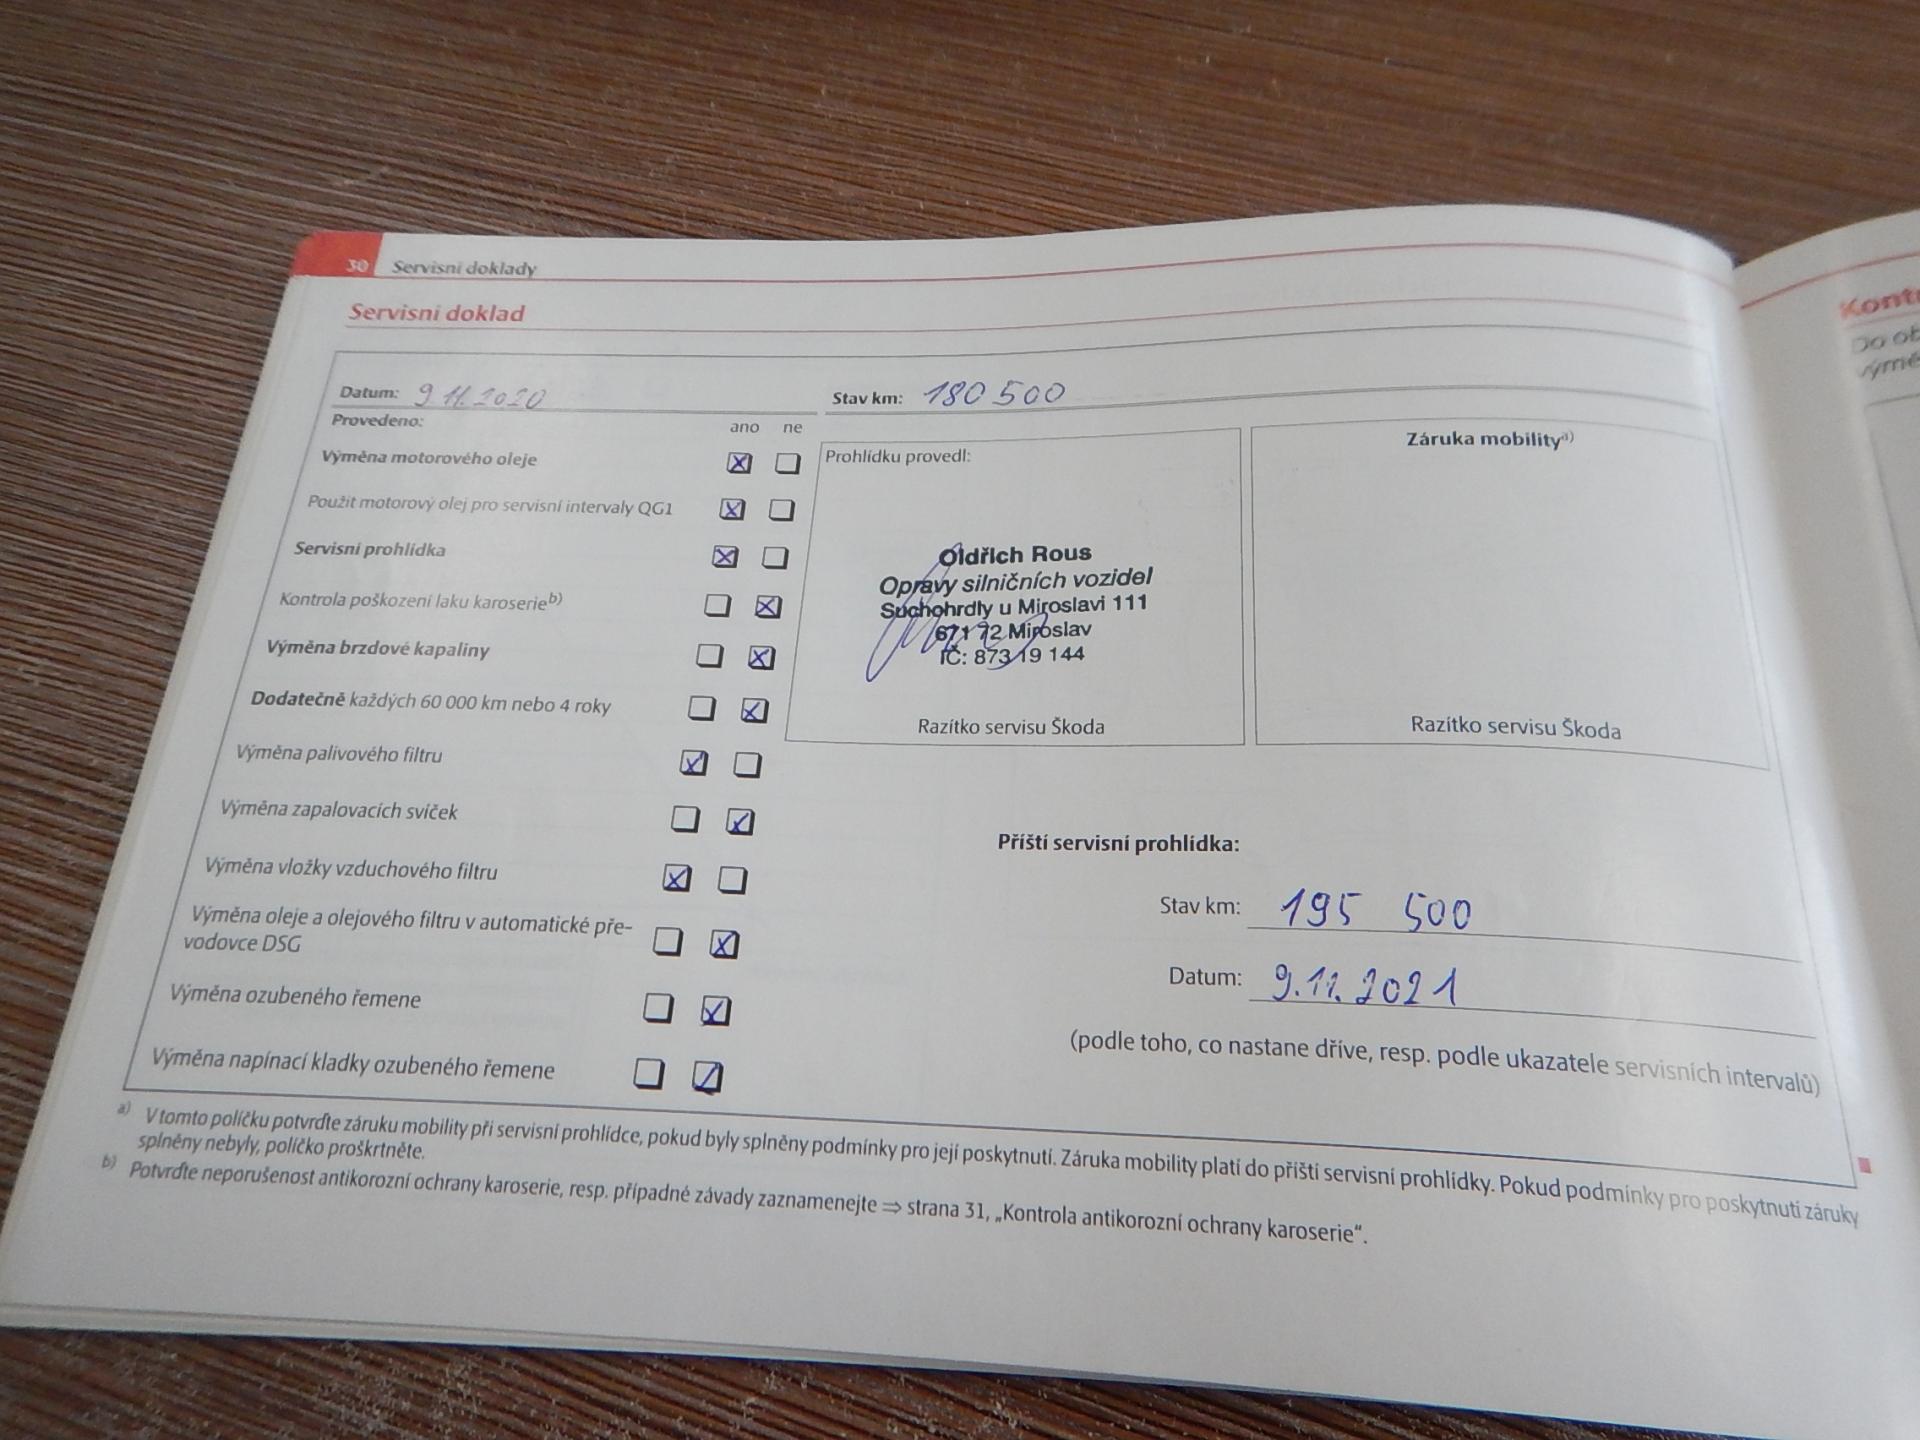 30 Servisní doklady
Servisní doklad
Datum: 9.11.2020
Stav km: 180 500
Provedeno:
ano ne
Výměna motorového oleje
Použit motorový olej pro servisní intervaly QG1
Servisní prohlídka
Kontrola poškození laku karoserie b)
Výměna brzdové kapaliny
Dodatečně každých 60 000 km nebo 4 roky
Výměna palivového filtru
Výměna zapalovacích svíček
Výměna vložky vzduchového filtru
Výměna oleje a olejového filtru v automatické pře-
vodovce DSG
Výměna ozubeného řemene
Výměna napínací kladky ozubeného řemene
Prohlídku provedl:
Oldřich Rous
Opravy silničních vozidel
Suchohrdly u Miroslavi 111
671 72 Miroslav
IČ: 873 19 144
Razítko servisu Škoda
Záruka mobility a)
Razítko servisu Škoda
Příští servisní prohlídka:
Stav km: 195 500
Datum: 9.11.2021
(podle toho, co nastane dříve, resp. podle ukazatele servisních intervalů)
a) V tomto políčku potvrďte záruku mobility při servisní prohlídce, pokud byly splněny podmínky pro její poskytnutí. Záruka mobility platí do příští servisní prohlídky. Pokud podmínky pro poskytnutí záruky
splněny nebyly, políčko proškrtněte.
b) Potvrďte neporušenost antikorozní ochrany karoserie, resp. případné závady zaznamenejte ⇒ strana 31, „Kontrola antikorozní ochrany karoserie“.
Kont
Do ob
výmě